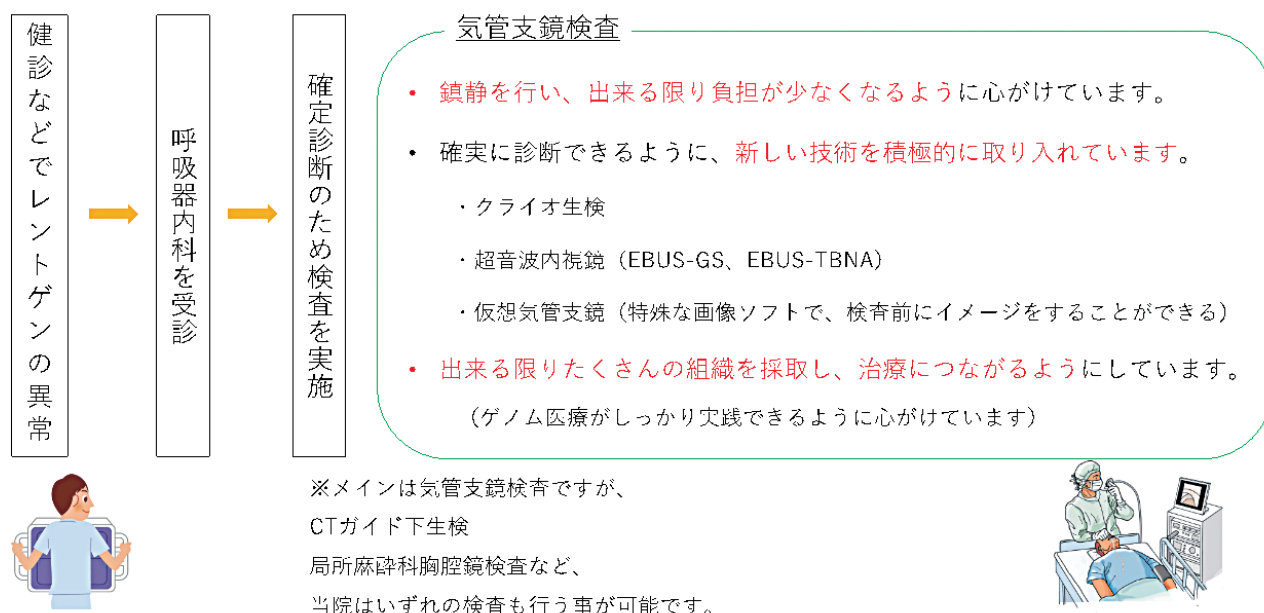 健診などでレントゲンの異常
呼吸器内科を受診
確定診断のため検査を実施
気管支鏡検査
• 鎮静を行い、出来る限り負担が少なくなるように心がけています。
• 確実に診断できるように、新しい技術を積極的に取り入れています。
・クライオ生検
・超音波内視鏡（EBUS-GS、EBUS-TBNA）
・仮想気管支鏡（特殊な画像ソフトで、検査前にイメージをすることができる）
• 出来る限りたくさんの組織を採取し、治療につながるようにしています。
（ゲノム医療がしっかり実践できるように心がけています）
※メインは気管支鏡検査ですが、
CTガイド下生検
局所麻酔科胸腔鏡検査など、
当院はいずれの検査も行う事が可能です。